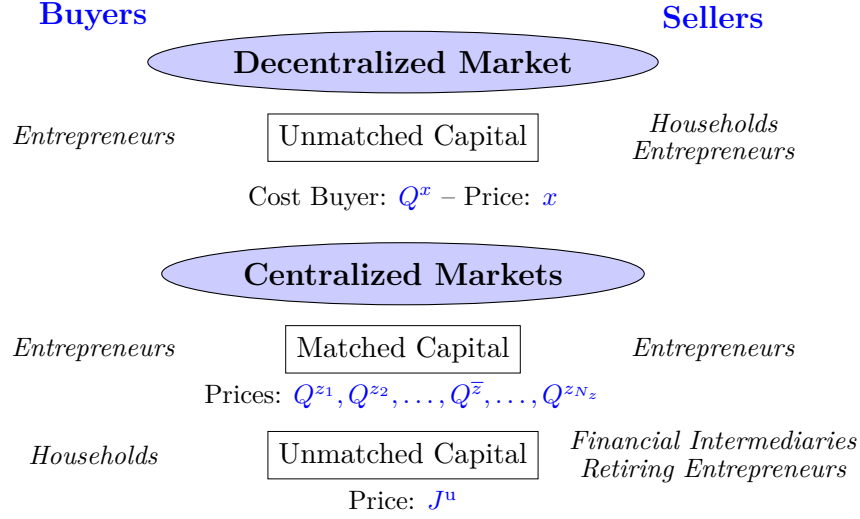 Buyers
Sellers
Decentralized Market
Entrepreneurs
Unmatched Capital
Households
Entrepreneurs
Cost Buyer: Q^x – Price: x
Centralized Markets
Entrepreneurs
Matched Capital
Entrepreneurs
Prices: Q^{z_1}, Q^{z_2}, . . . , Q^{\overline{z}}, . . . , Q^{z_{N_z}}
Households
Unmatched Capital
Financial Intermediaries
Retiring Entrepreneurs
Price: J^u